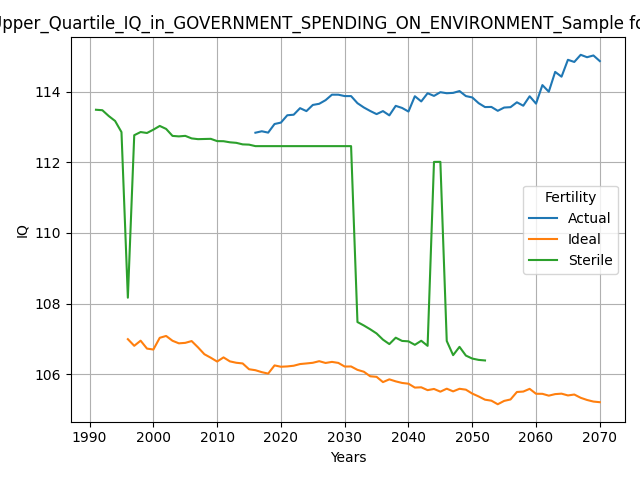 Upper_Quartile_IQ_in_GOVERNMENT_SPENDING_ON_ENVIRONMENT_Sample fo
114
112
110
108
106
IQ
Fertility
Actual
Ideal
Sterile
1990 2000 2010 2020 2030 2040 2050 2060 2070
Years